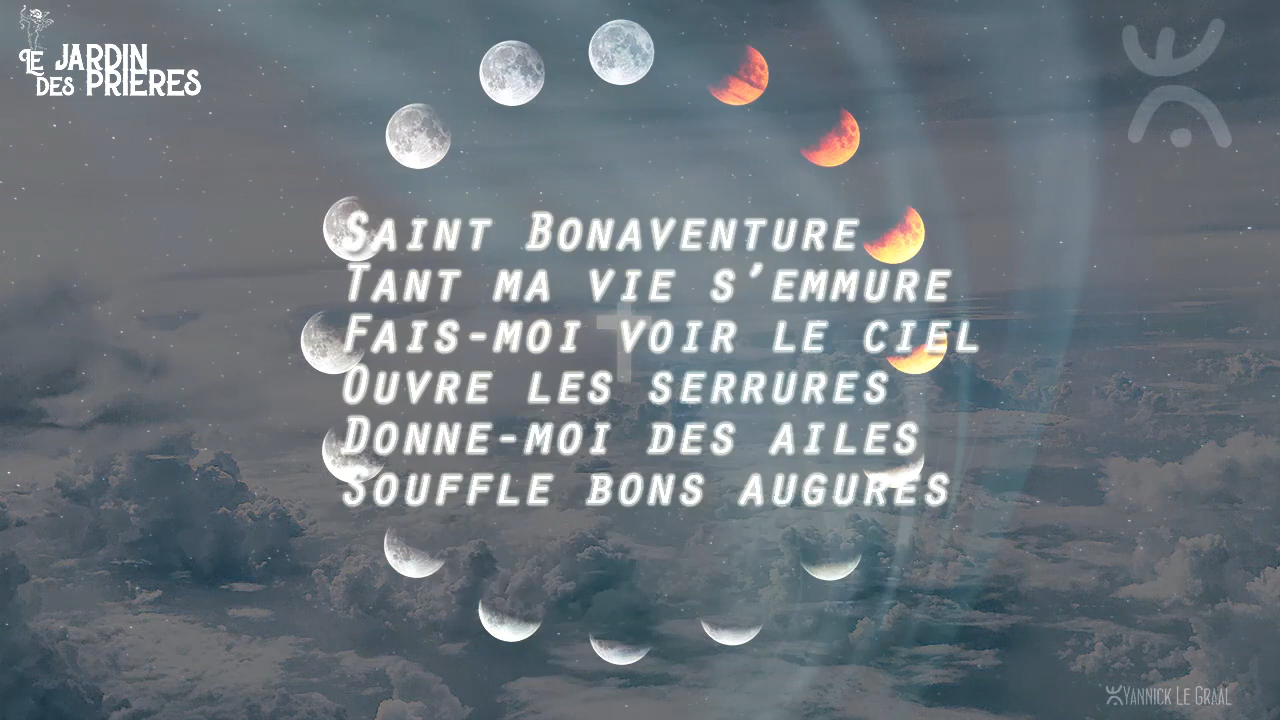 LE JARDIN
DES PRIERES
SAINT BONAVENTURE
TANT MA VIE S'EMMURE
FAIS-MOI VOIR LE CIEL
OUVRE LES SERRURES
DONNE-MOI DES AILES
SOUFFLE BONS AUGURES
YANNICK LE GRAAL